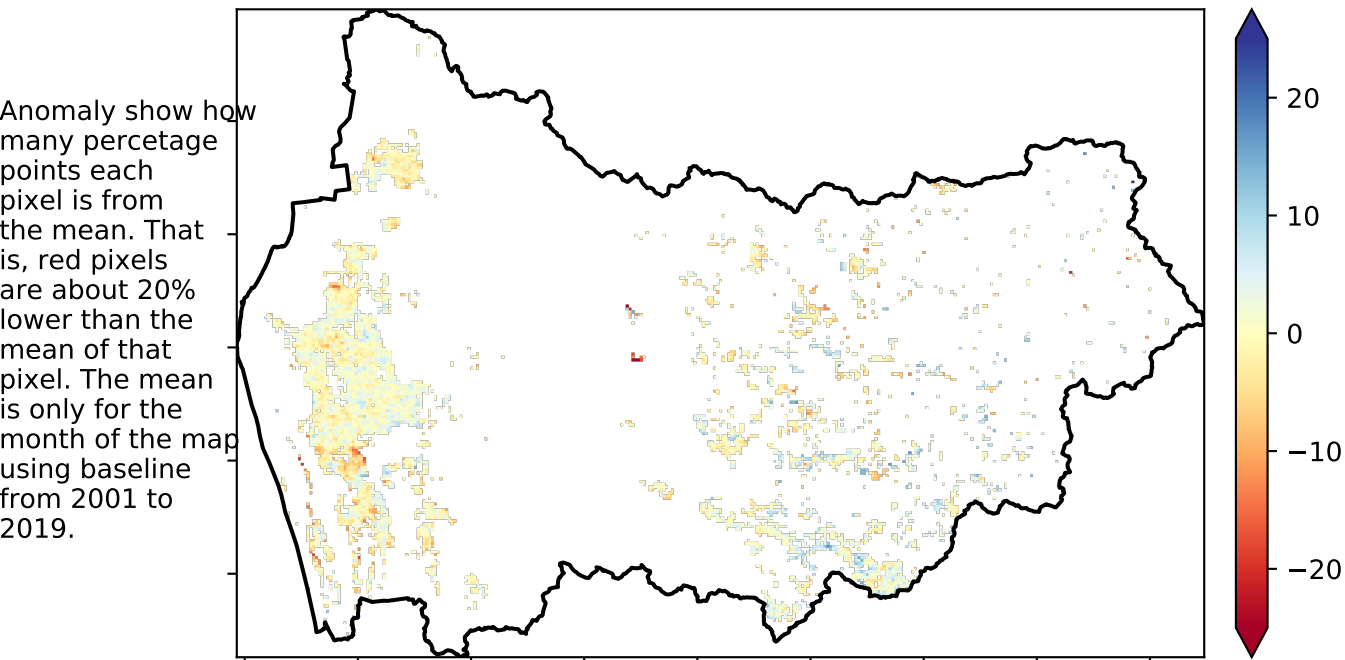 Anomaly show how
many percetage
points each
pixel is from
the mean. That
is, red pixels
are about 20%
lower than the
mean of that
pixel. The mean
is only for the
month of the map
using baseline
from 2001 to
2019.
20
10
0
−10
−20